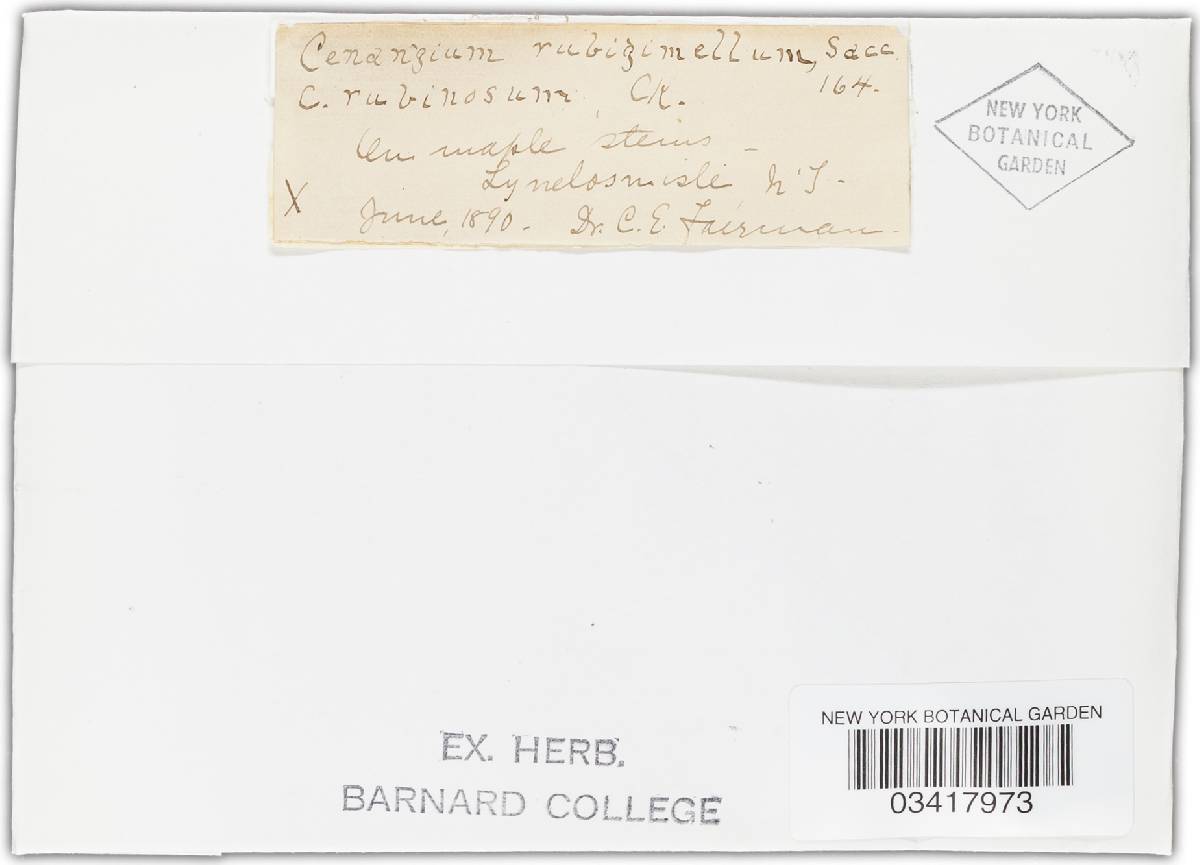 Cenangium rubiginellum, Sacc.
C. rubinosum Ck. 164.
On maple stems –
Lyndonville N.Y.
X June, 1890. Dr. C. E. Fairman.
NEW YORK
BOTANICAL
GARDEN
EX. HERB.
BARNARD COLLEGE
NEW YORK BOTANICAL GARDEN
03417973